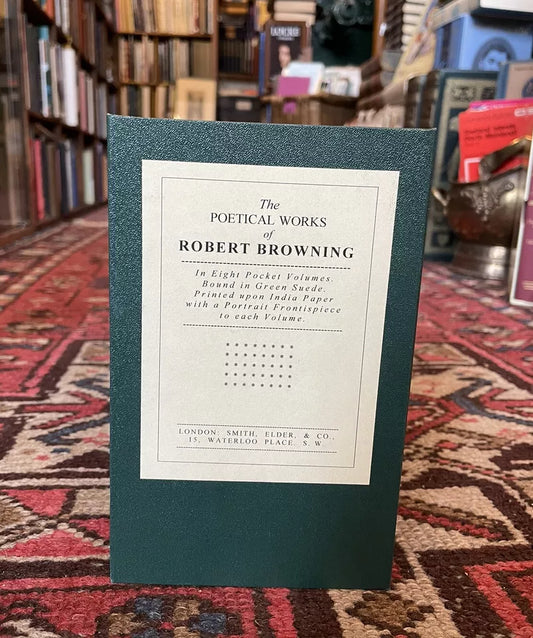 The
POETICAL WORKS
of
ROBERT BROWNING
In Eight Pocket Volumes.
Bound in Green Suede.
Printed upon India Paper
with a Portrait Frontispiece
to each Volume.
LONDON: SMITH, ELDER, & CO.,
15, WATERLOO PLACE. S. W.